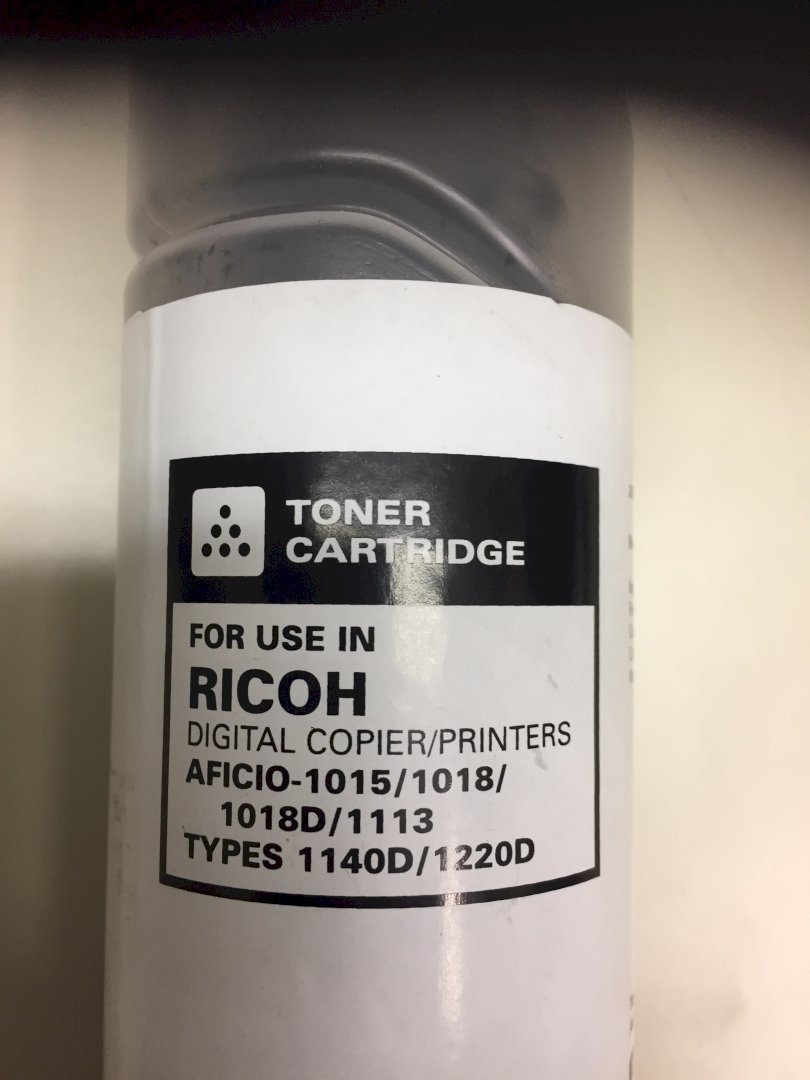 TONER
CARTRIDGE
FOR USE IN
RICOH
DIGITAL COPIER/PRINTERS
AFICIO-1015/1018/
1018D/1113
TYPES 1140D/1220D